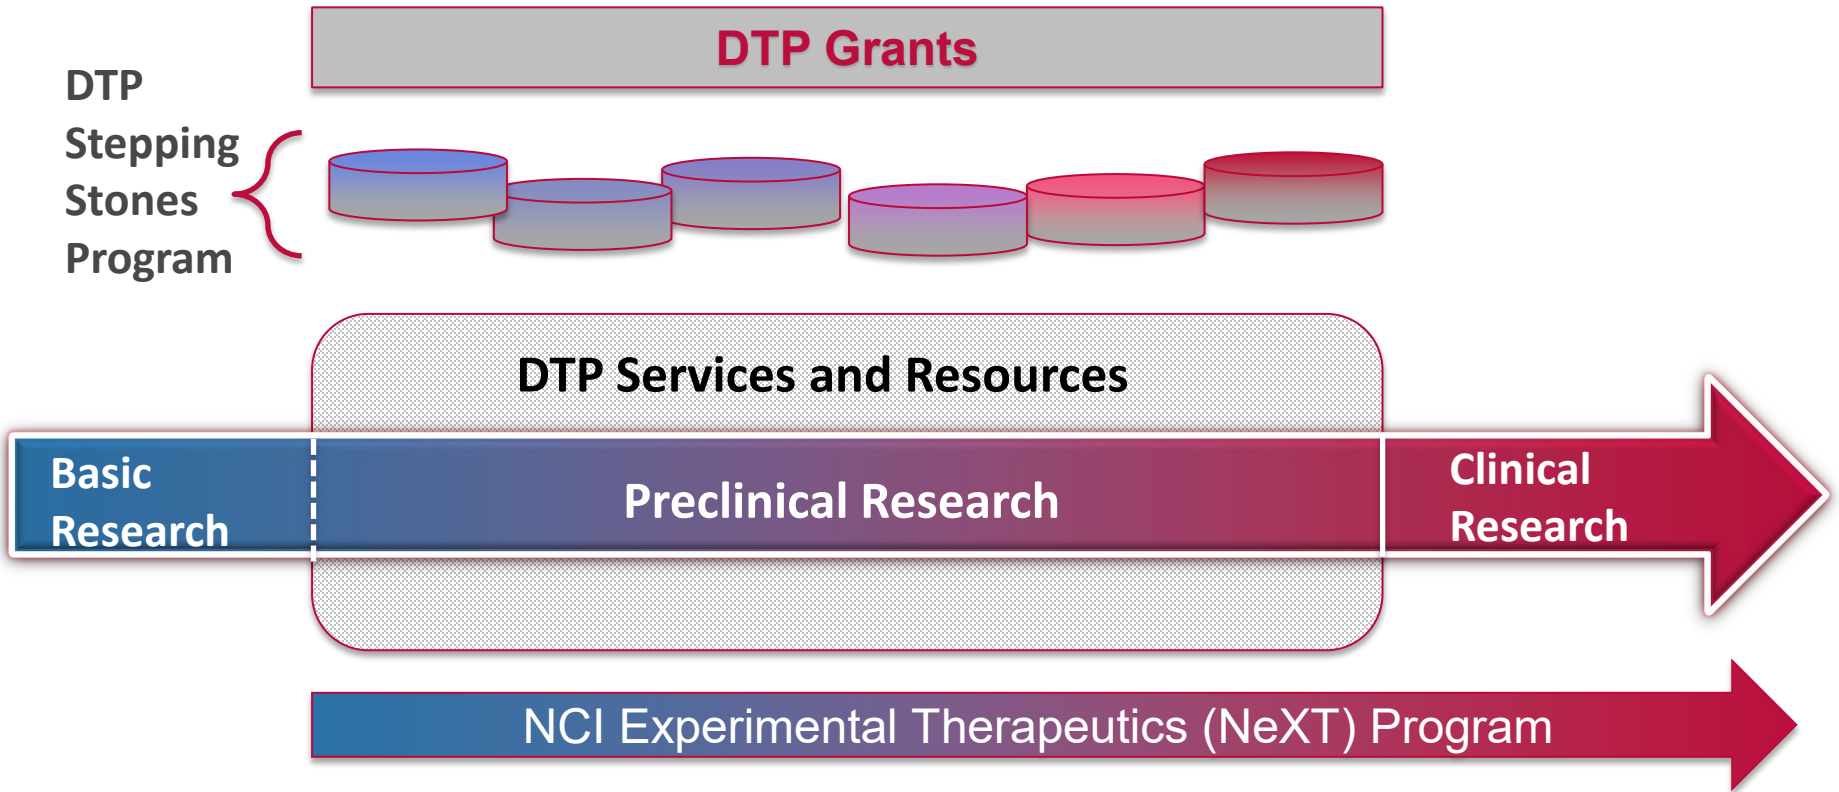 DTP Grants
DTP
Stepping
Stones
Program
DTP Services and Resources
Basic
Research
Preclinical Research
Clinical
Research
NCI Experimental Therapeutics (NeXT) Program